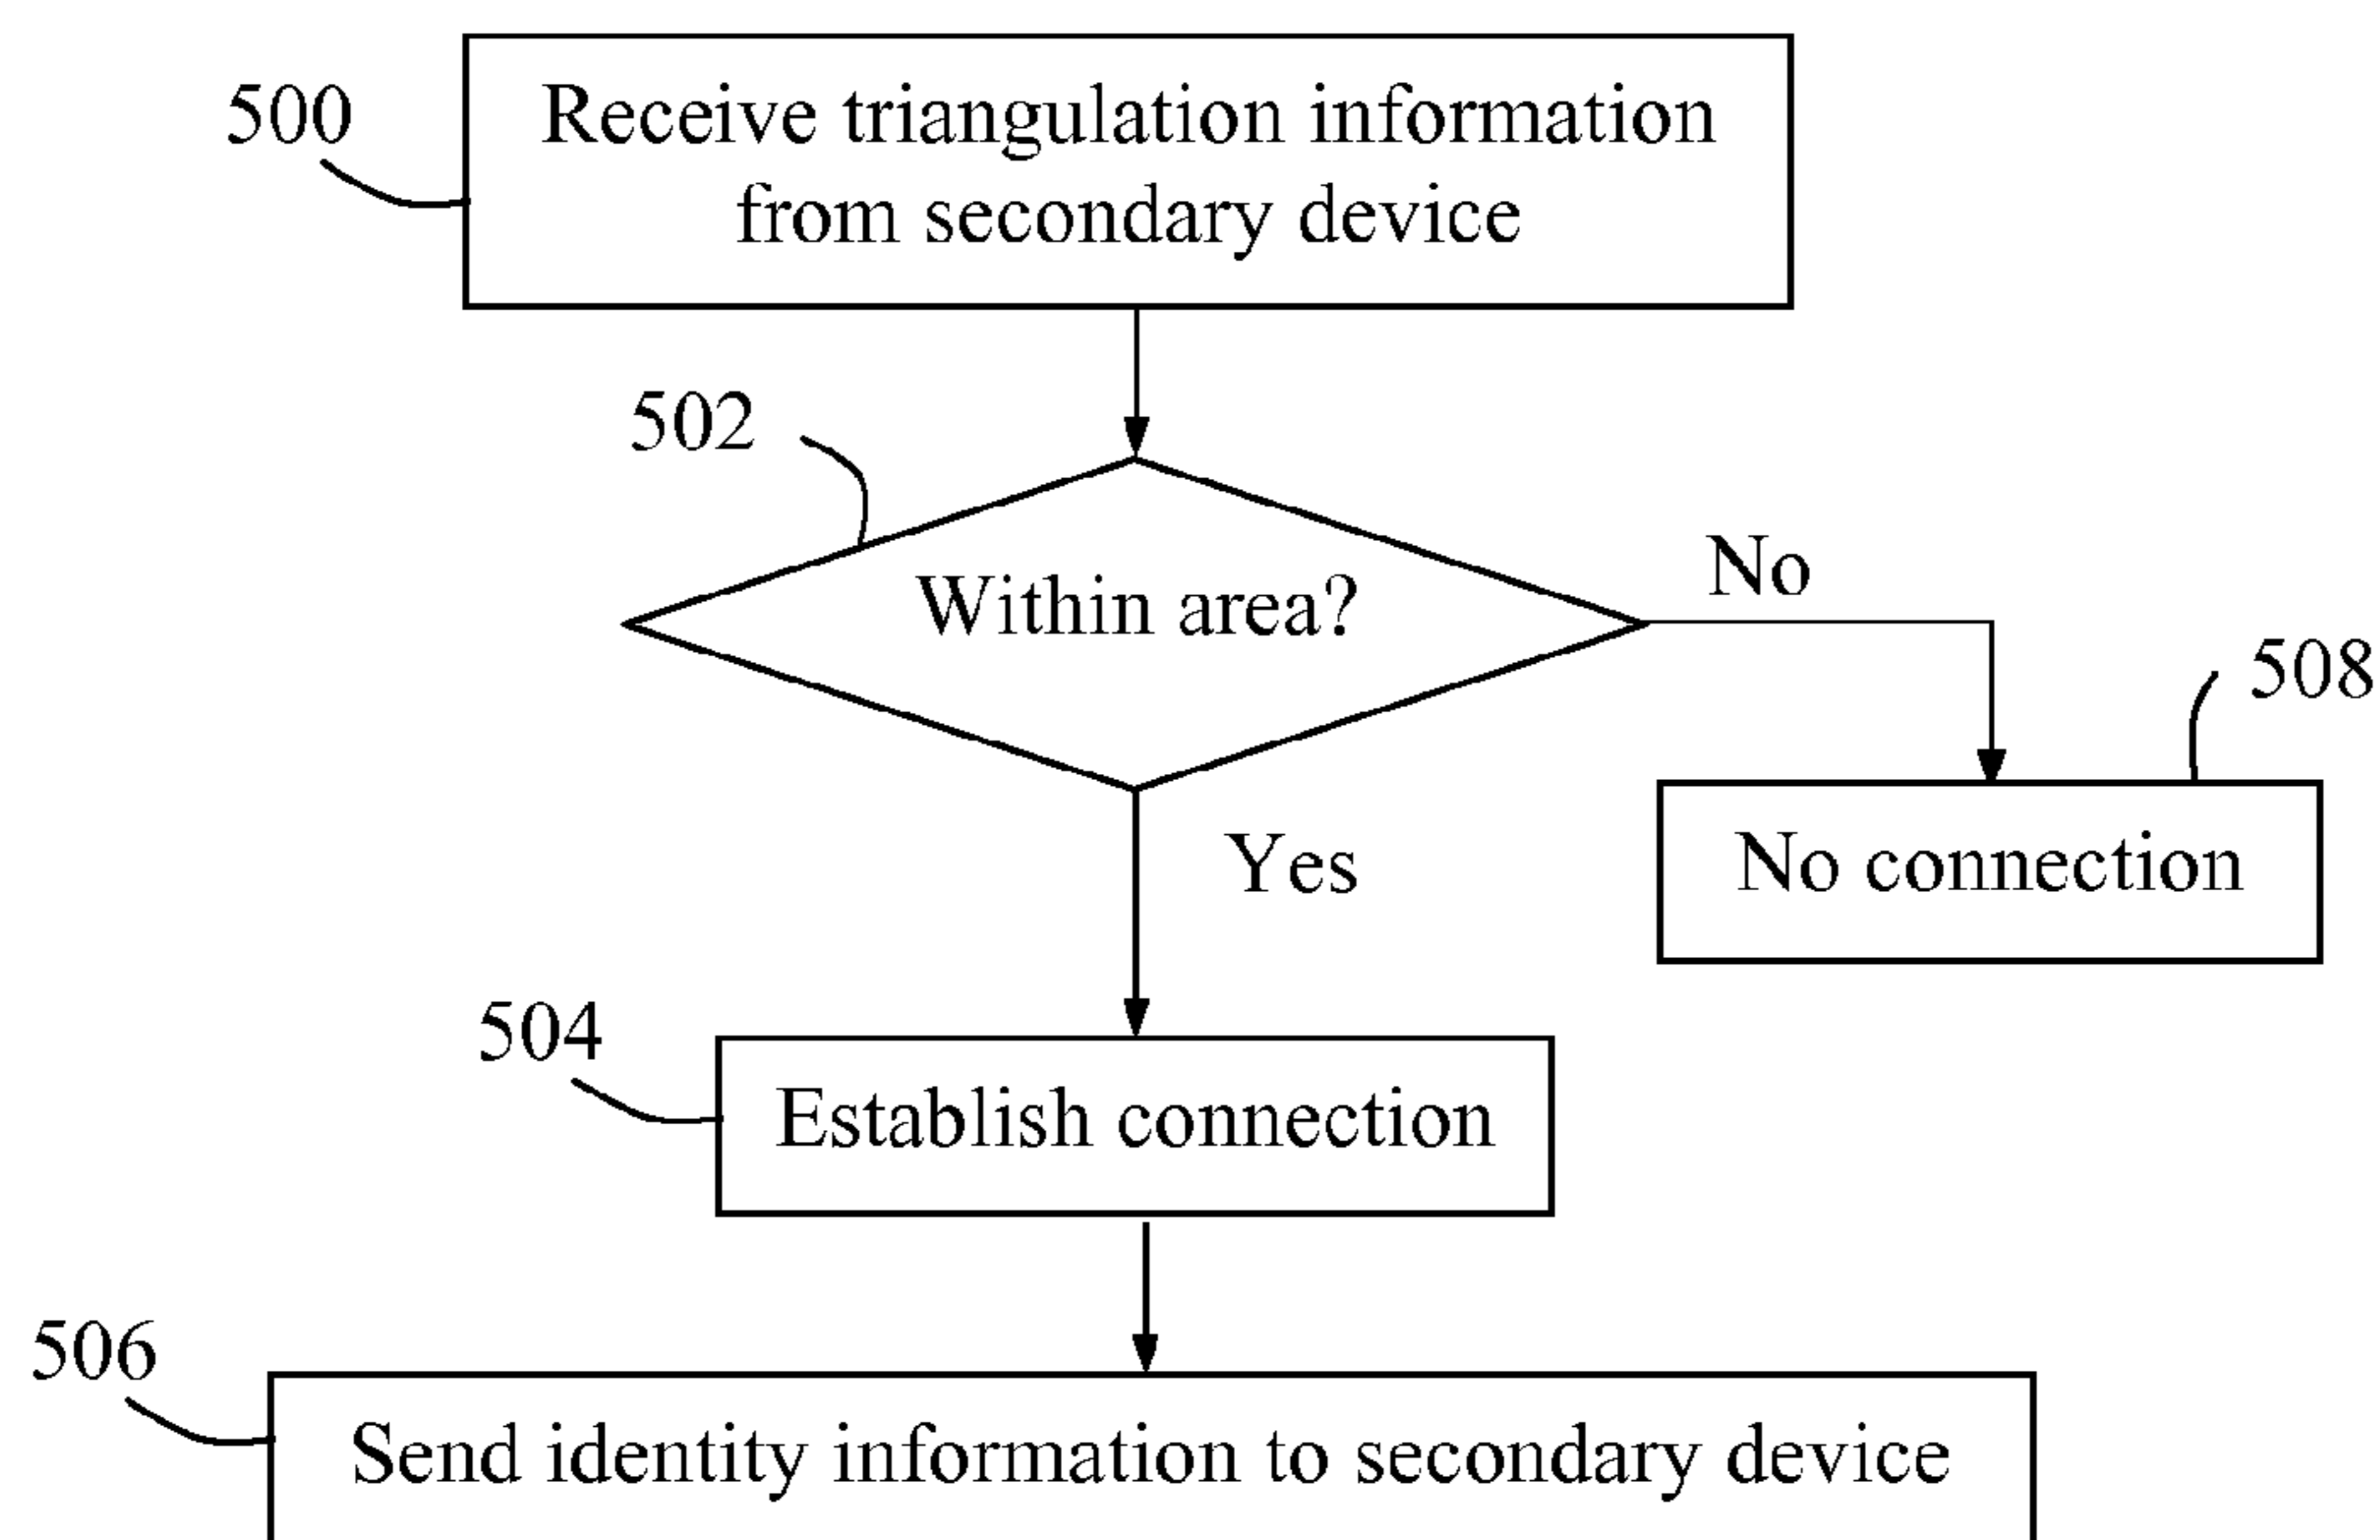 500
Receive triangulation information
from secondary device
502
Within area?
No
508
No connection
Yes
504
Establish connection
506
Send identity information to secondary device